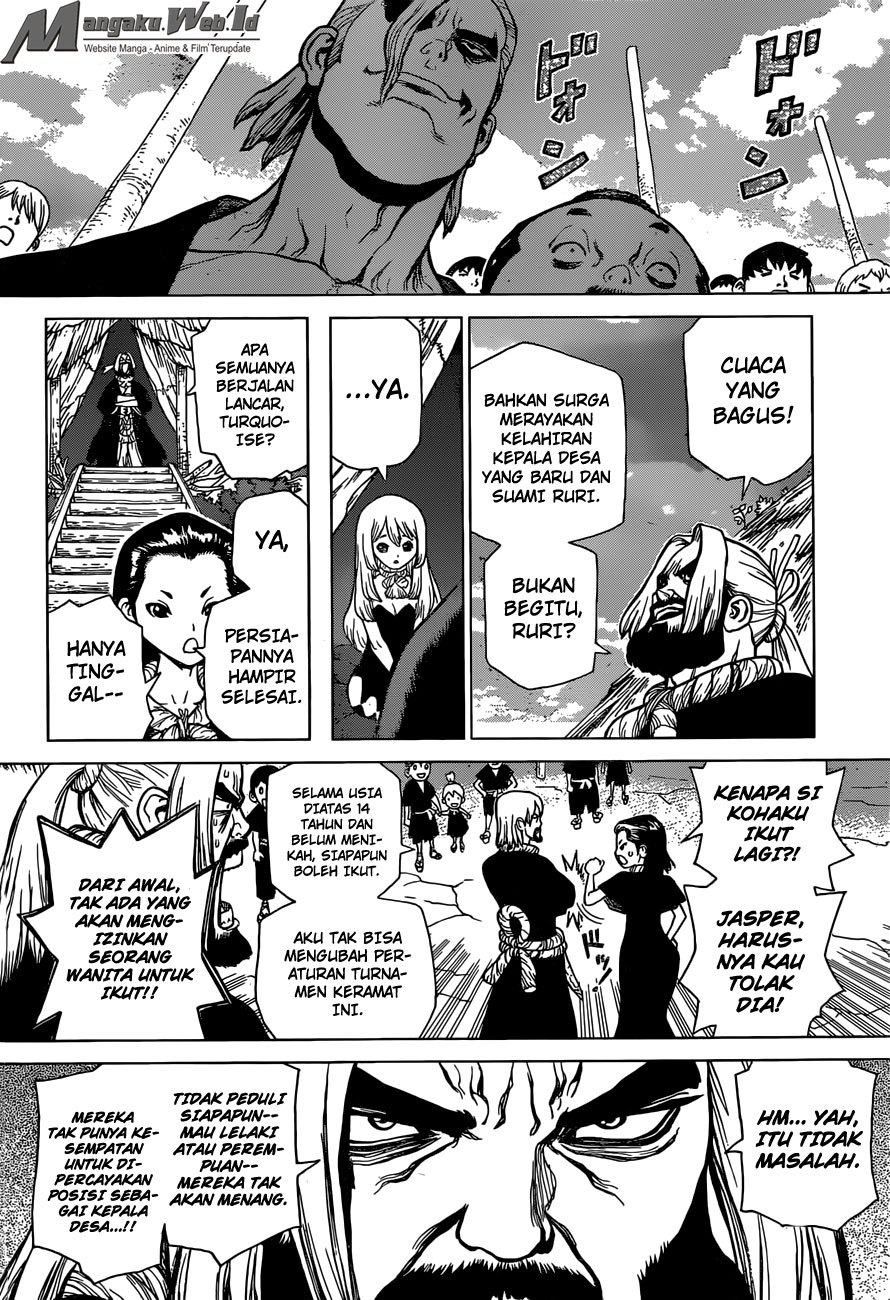 Mangaku.Web.Id
Website Manga - Anime & Film Terupdate
ドォン
ドォン
CUACA
YANG
BAGUS!
BAHKAN SURGA
MERAYAKAN
KELAHIRAN
KEPALA DESA
YANG BARU DAN
SUAMI RURI.
BUKAN
BEGITU,
RURI?
...YA.
APA
SEMUANYA
BERJALAN
LANCAR,
TURQUO-
ISE?
YA,
PERSIA-
PANNYA
HAMPIR
SELESAI.
HANYA
TING-
GAL--
KENAPA SI
KOHAKU
IKUT
LAGI?!
JASPER,
HARUS-
NYA KAU
TOLAK
DIA!
SELAMA USIA
DIATAS 14
TAHUN DAN
BELUM MENI-
KAH, SIAPAPUN
BOLEH IKUT.
AKU TAK BISA
MENGUBAH PER-
ATURAN TURNA-
MEN KERAMAT
INI.
DARI AWAL,
TAK ADA YANG
AKAN MENG-
IZINKAN
SEORANG
WANITA UNTUK
IKUT!!
HM... YAH,
ITU TIDAK
MASALAH.
TIDAK PEDULI
SIAPAPUN--
MAU LELAKI
ATAU PEREM-
PUAN--
MEREKA TAK
AKAN MENANG.
MEREKA
TAK PUNYA KE-
SEMPATAN
UNTUK DI-
PERCAYAKAN
POSISI SEBA-
GAI KEPALA
DESA...!!